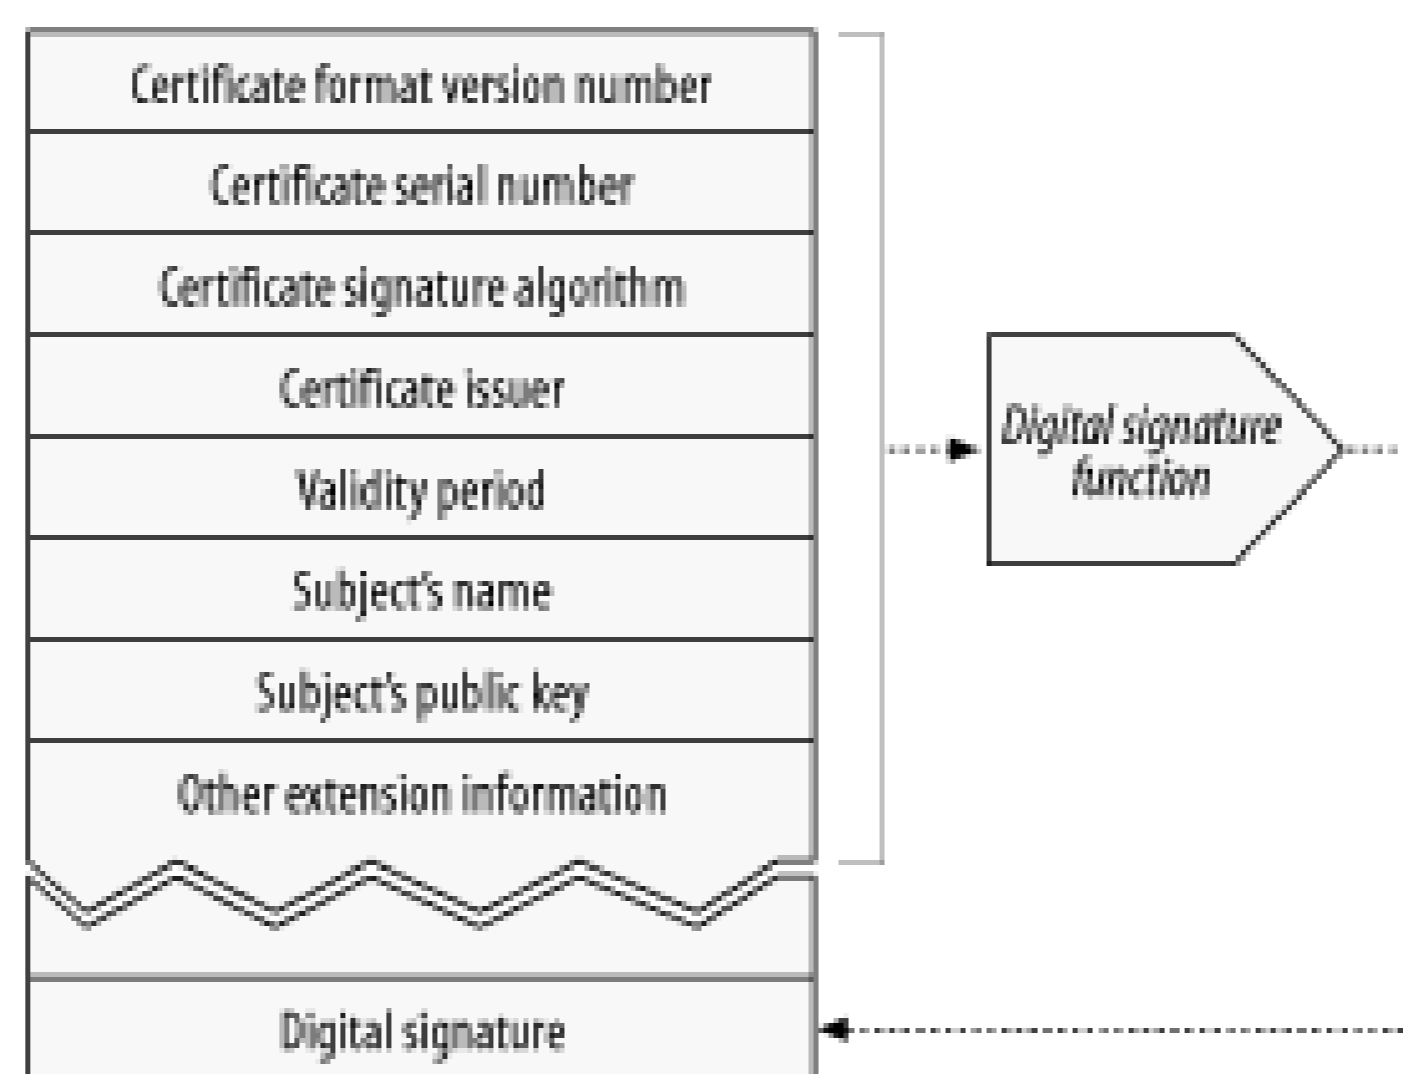 Certificate format version number
Certificate serial number
Certificate signature algorithm
Certificate issuer
Validity period
Subject's name
Subject's public key
Other extension information
Digital signature
function
Digital signature